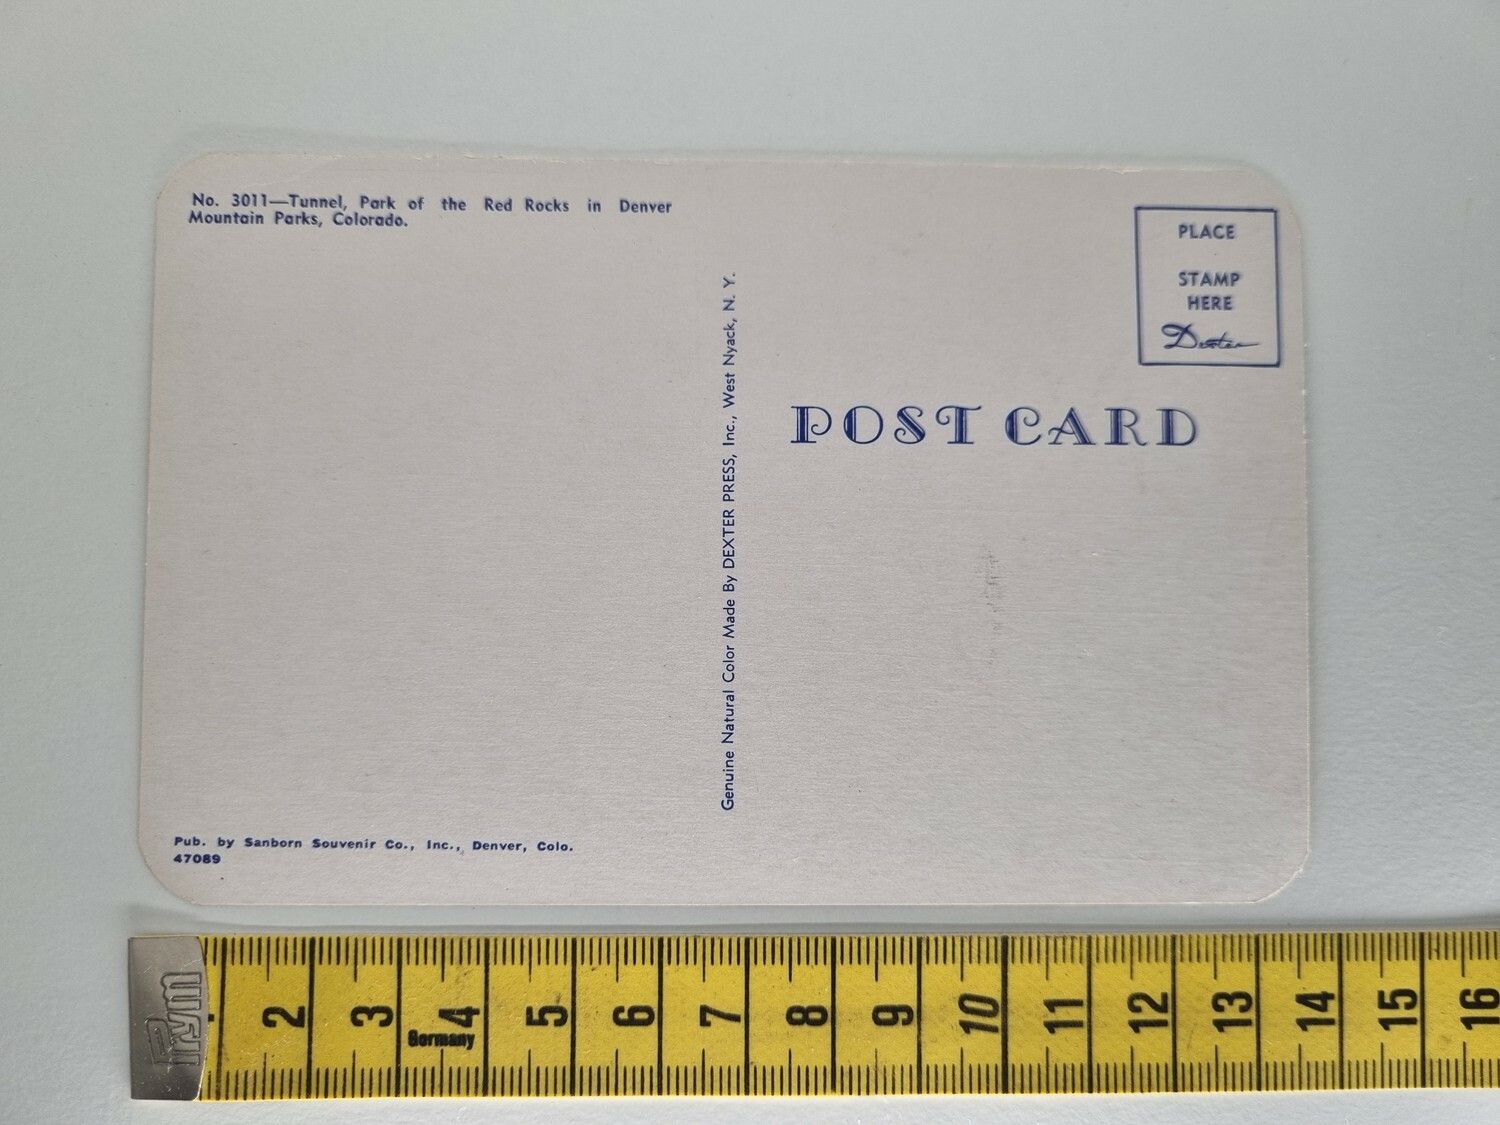 No. 3011—Tunnel, Park of the Red Rocks in Denver
Mountain Parks, Colorado.
PLACE
STAMP
HERE
Dexter
POST CARD
Genuine Natural Color Made By DEXTER PRESS, Inc., West Nyack, N. Y.
Pub. by Sanborn Souvenir Co., Inc., Denver, Colo.
47089
Prym
2 3 4 5 6 7 8 9 10 11 12 13 14 15 16
Germany